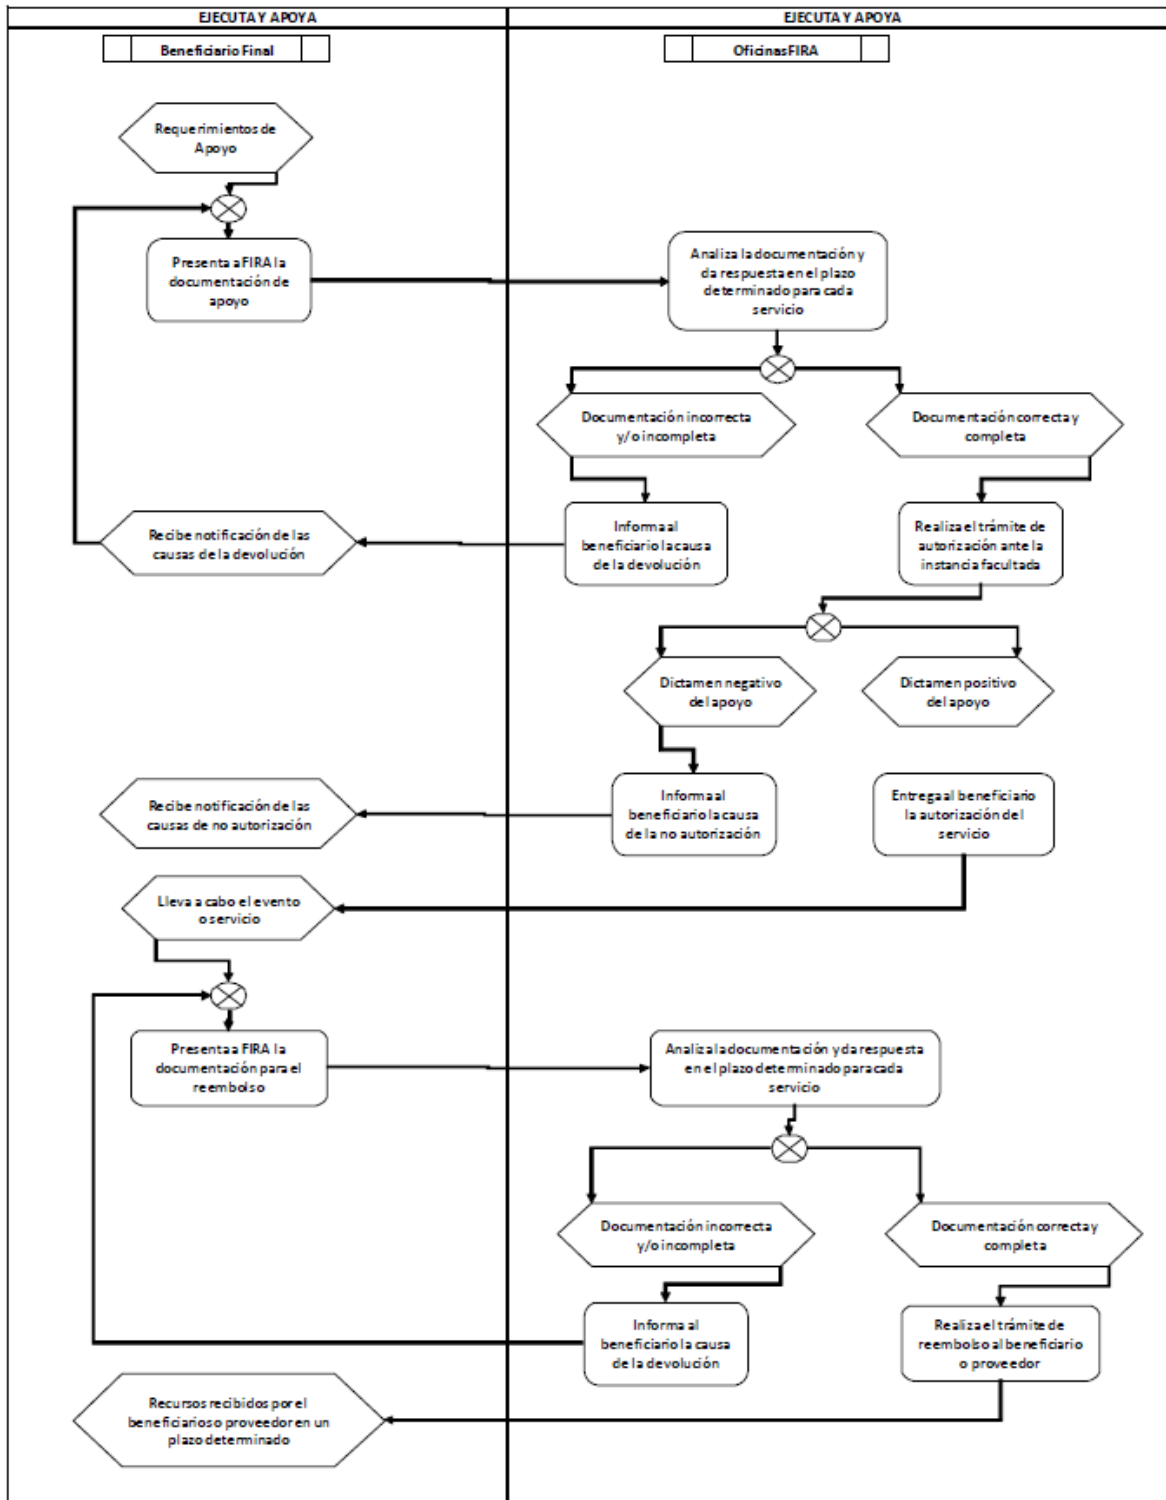 EJECUTA Y APOYA
EJECUTA Y APOYA
Beneficiario Final
Oficinas FIRA
Requerimientos de
Apoyo
Presenta a FIRA la
documentación de
apoyo
Analiza la documentación y
da respuesta en el plazo
determinado para cada
servicio
Documentación incorrecta
y/o incompleta
Documentación correcta y
completa
Recibe notificación de las
causas de la devolución
Informa al
beneficiario la causa
de la devolución
Realiza el trámite de
autorización ante la
instancia facultada
Dictamen negativo
del apoyo
Dictamen positivo
del apoyo
Recibe notificación de las
causas de no autorización
Informa al
beneficiario la causa
de la no autorización
Entrega al beneficiario
la autorización del
servicio
Lleva a cabo el evento
o servicio
Presenta a FIRA la
documentación para el
reembolso
Analiza la documentación y da respuesta
en el plazo determinado para cada
servicio
Documentación incorrecta
y/o incompleta
Documentación correcta y
completa
Informa al
beneficiario la causa
de la devolución
Realiza el trámite de
reembolso al beneficiario
o proveedor
Recursos recibidos por el
beneficiarios o proveedor en un
plazo determinado